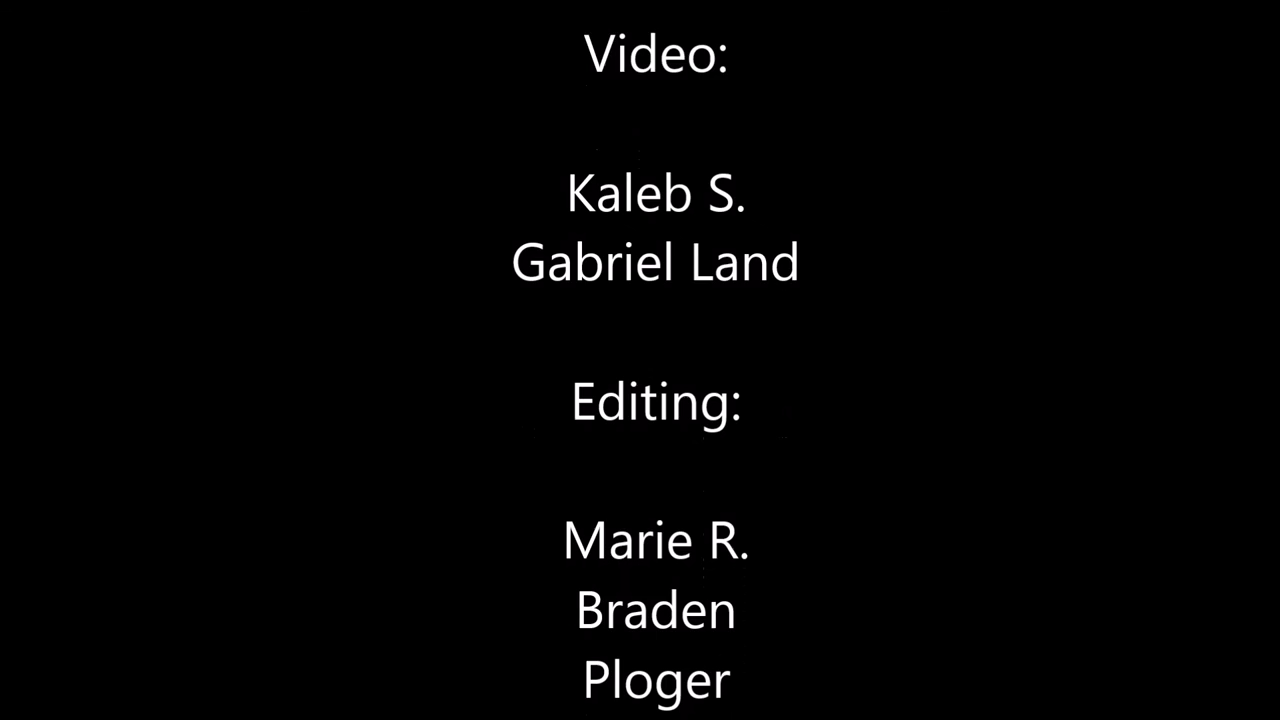 Video:
Kaleb S.
Gabriel Land
Editing:
Marie R.
Braden
Ploger